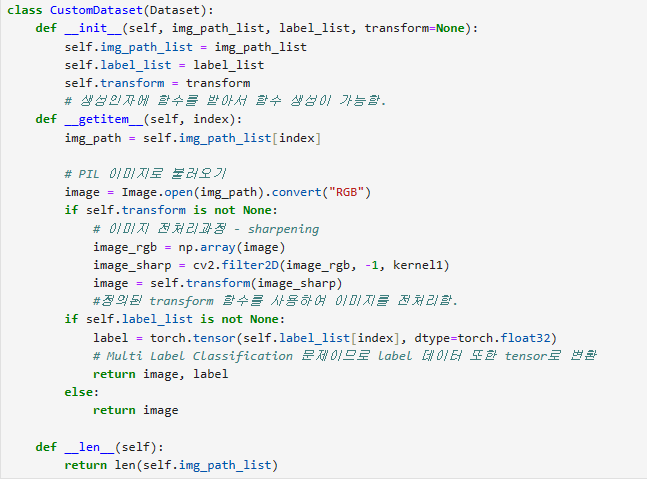 class CustomDataset(Dataset):
    def __init__(self, img_path_list, label_list, transform=None):
        self.img_path_list = img_path_list
        self.label_list = label_list
        self.transform = transform
        # 생성인자에 함수를 받아서 함수 생성이 가능함.
    def __getitem__(self, index):
        img_path = self.img_path_list[index]

        # PIL 이미지로 불러오기
        image = Image.open(img_path).convert("RGB")
        if self.transform is not None:
            # 이미지 전처리과정 - sharpening
            image_rgb = np.array(image)
            image_sharp = cv2.filter2D(image_rgb, -1, kernel1)
            image = self.transform(image_sharp)
            #정의된 transform 함수를 사용하여 이미지를 전처리함.
        if self.label_list is not None:
            label = torch.tensor(self.label_list[index], dtype=torch.float32)
            # Multi Label Classification 문제이므로 label 데이터 또한 tensor로 변환
            return image, label
        else:
            return image

    def __len__(self):
        return len(self.img_path_list)